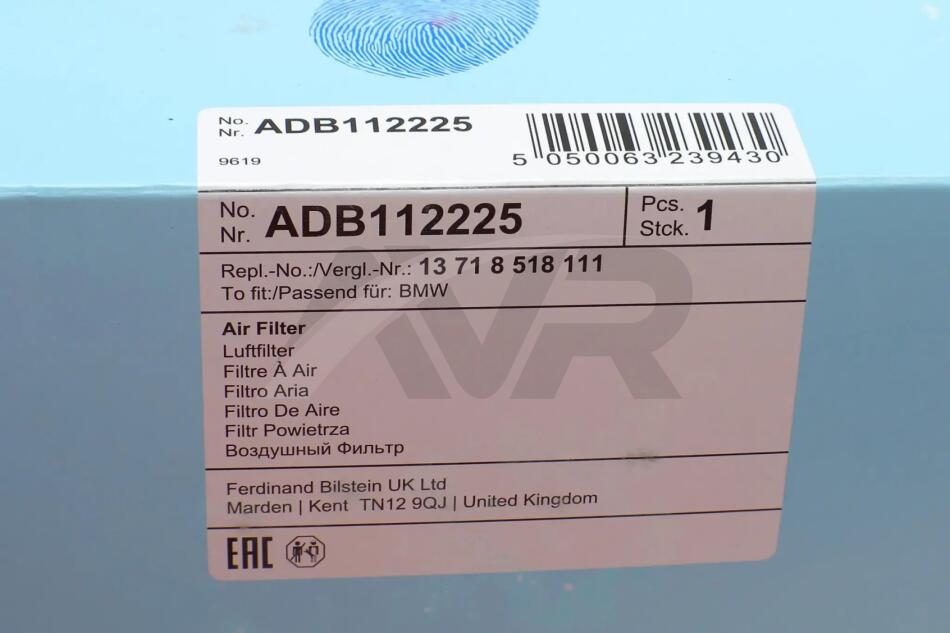 No.
Nr. ADB112225
9619
5 050063 239430
No.
Nr. ADB112225
Pcs.
Stck. 1
Repl.-No.:/Vergl.-Nr.: 13 71 8 518 111
To fit:/Passend für: BMW
AVR
Air Filter
Luftfilter
Filtre À Air
Filtro Aria
Filtro De Aire
Filtr Powietrza
Воздушный Фильтр
Ferdinand Bilstein UK Ltd
Marden | Kent TN12 9QJ | United Kingdom
EAC